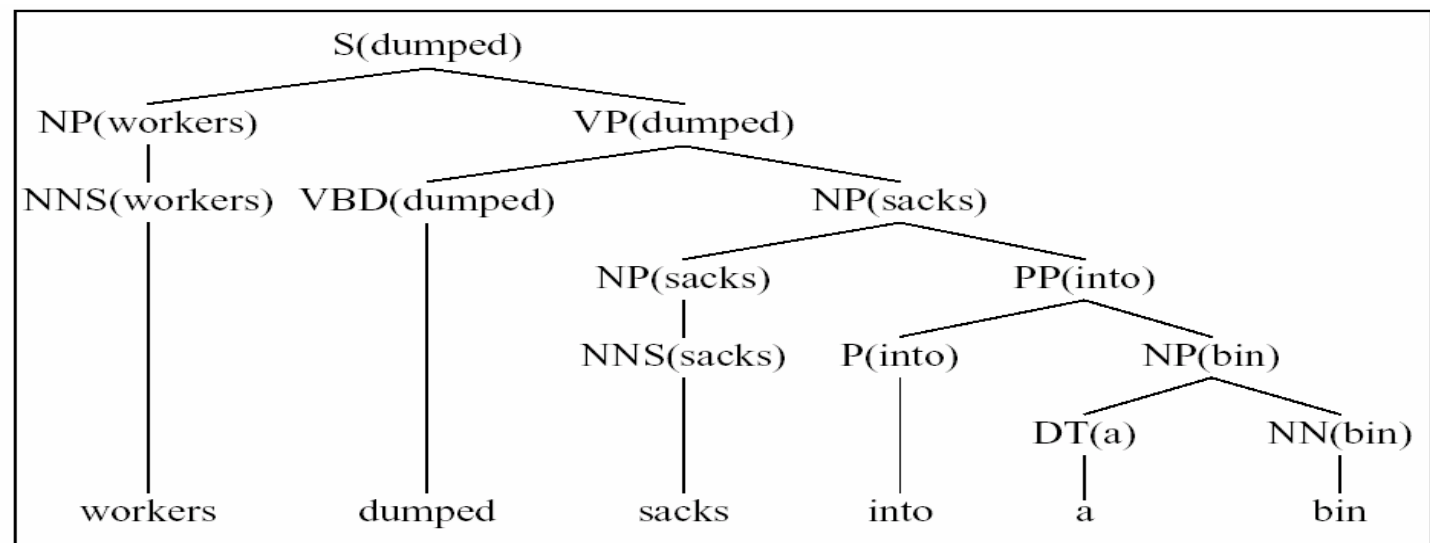 S(dumped)
NP(workers) VP(dumped)
NNS(workers) VBD(dumped) NP(sacks)
NP(sacks) PP(into)
NNS(sacks) P(into) NP(bin)
DT(a) NN(bin)
workers dumped sacks into a bin